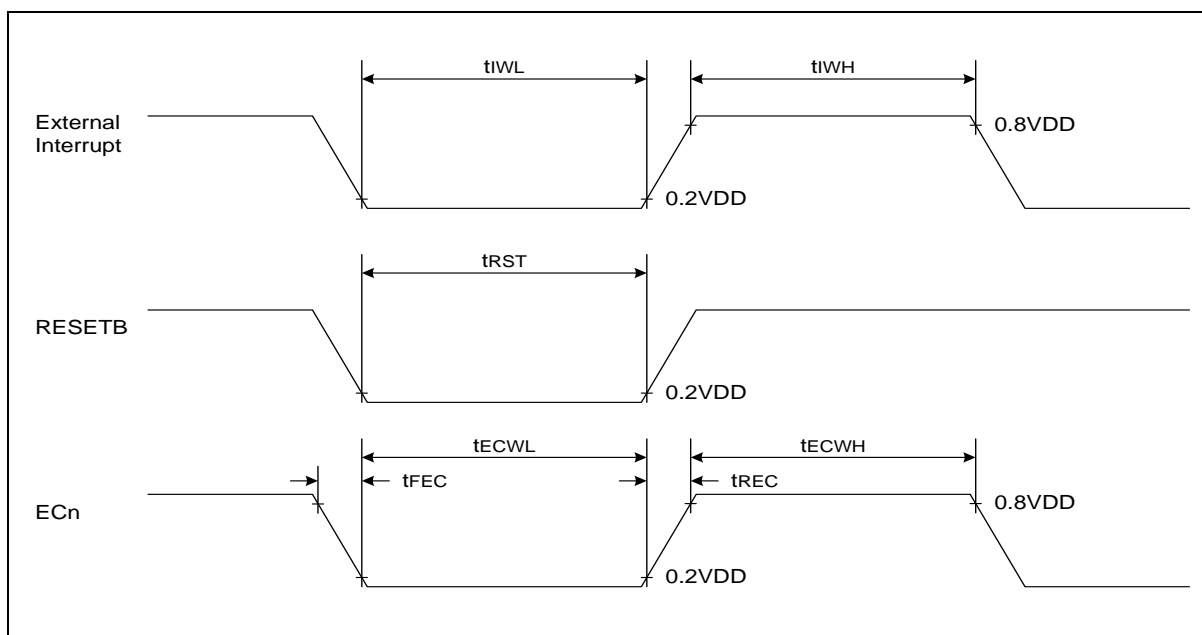 tIWL
tIWH
External
Interrupt
0.8VDD
0.2VDD
tRST
RESETB
0.2VDD
tECWL
tECWH
tFEC
tREC
ECn
0.8VDD
0.2VDD